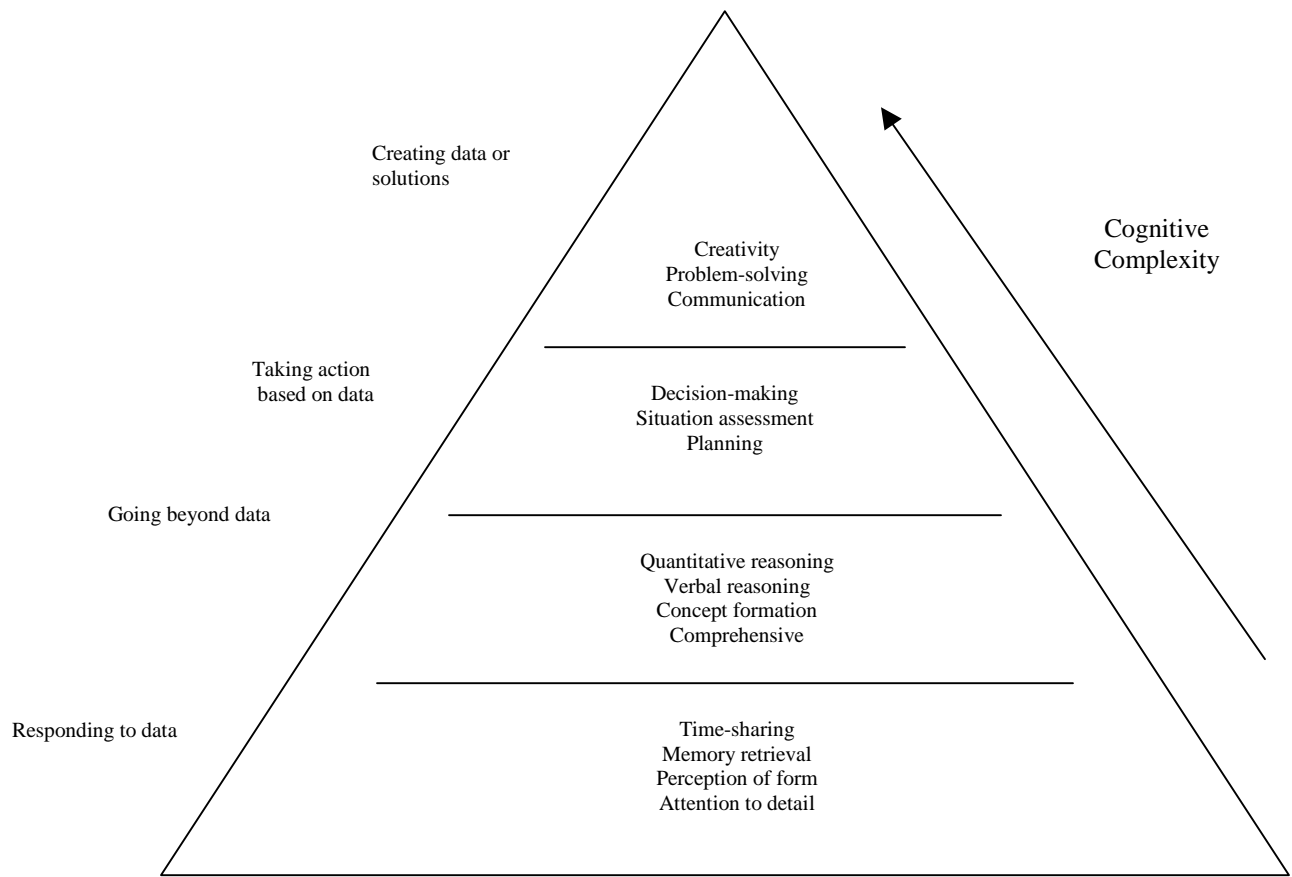 Creating data or
solutions
Cognitive
Complexity
Creativity
Problem-solving
Communication
Taking action
based on data
Decision-making
Situation assessment
Planning
Going beyond data
Quantitative reasoning
Verbal reasoning
Concept formation
Comprehensive
Responding to data
Time-sharing
Memory retrieval
Perception of form
Attention to detail